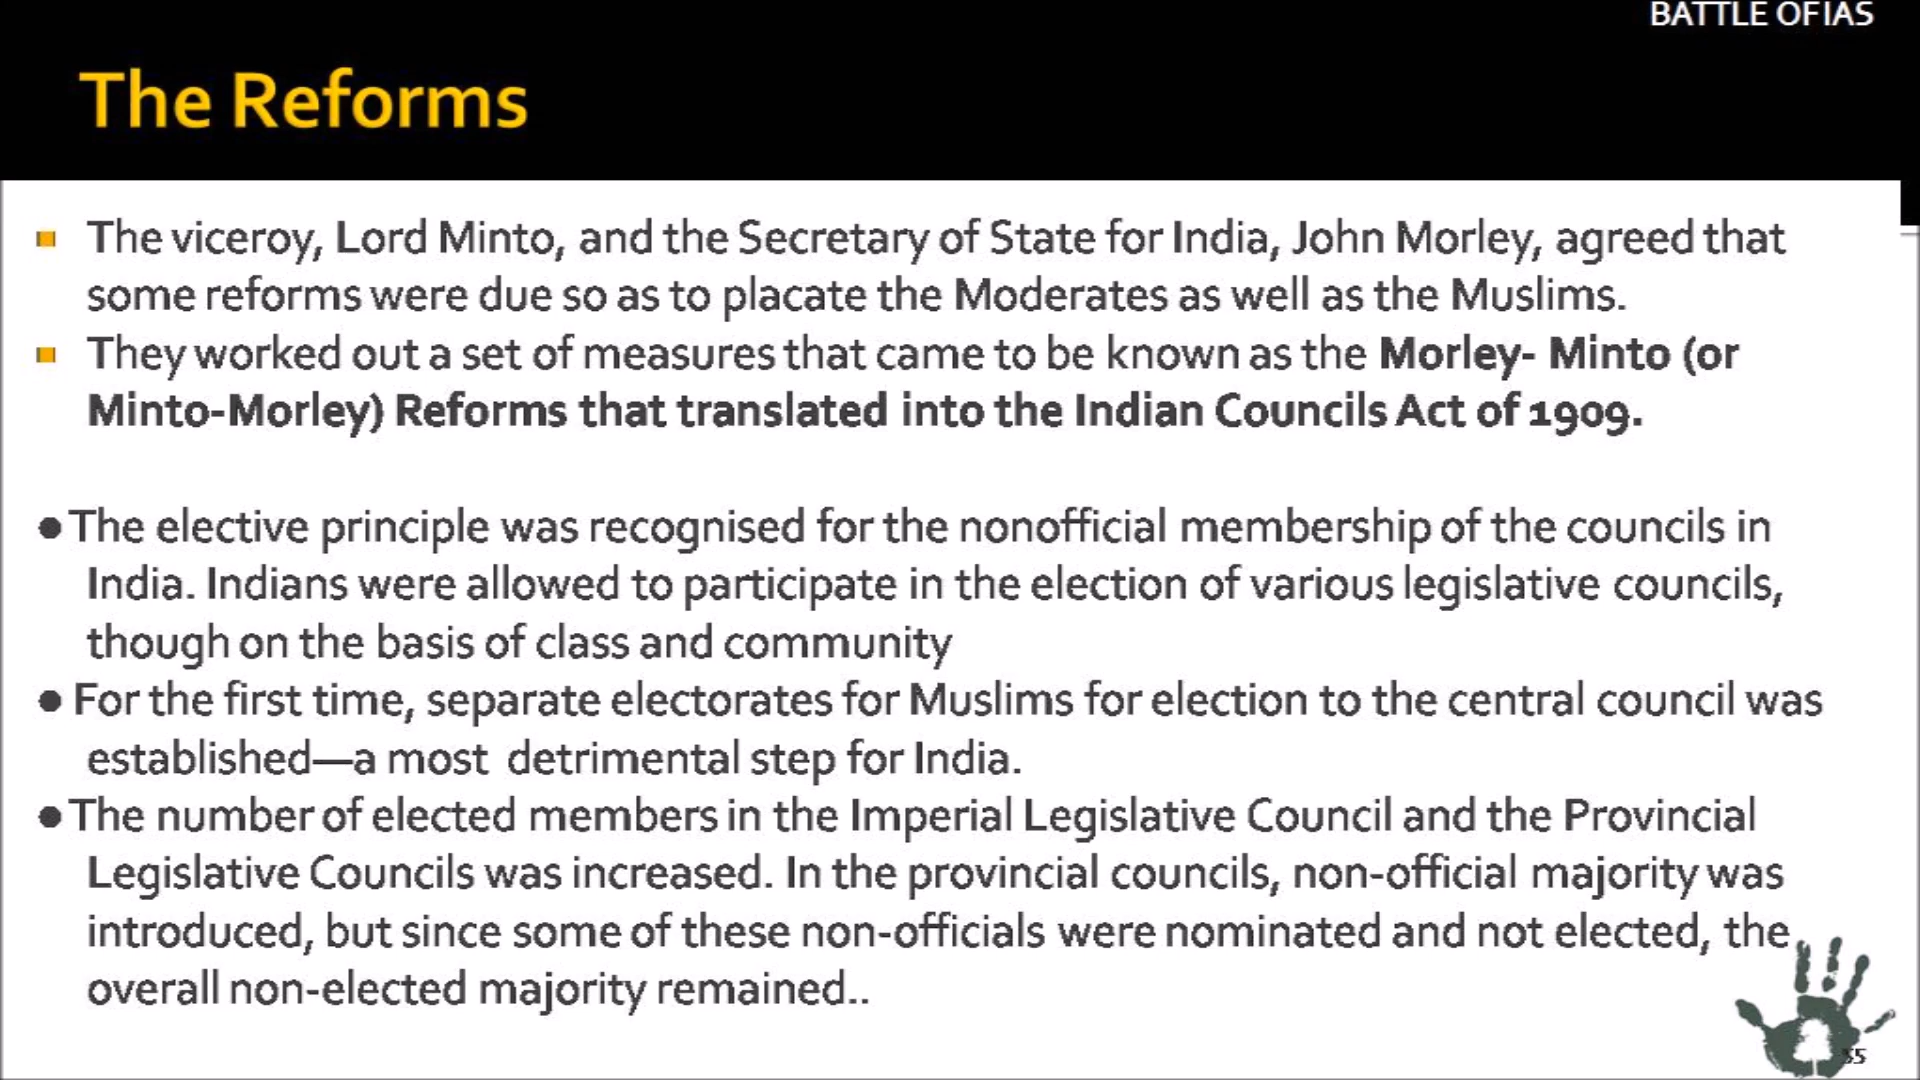 BATTLE OF IAS
The Reforms
The viceroy, Lord Minto, and the Secretary of State for India, John Morley, agreed that
some reforms were due so as to placate the Moderates as well as the Muslims.
They worked out a set of measures that came to be known as the Morley- Minto (or
Minto-Morley) Reforms that translated into the Indian Councils Act of 1909.
●The elective principle was recognised for the nonofficial membership of the councils in
India. Indians were allowed to participate in the election of various legislative councils,
though on the basis of class and community
● For the first time, separate electorates for Muslims for election to the central council was
established—a most detrimental step for India.
●The number of elected members in the Imperial Legislative Council and the Provincial
Legislative Councils was increased. In the provincial councils, non-official majority was
introduced, but since some of these non-officials were nominated and not elected, the
overall non-elected majority remained..
55